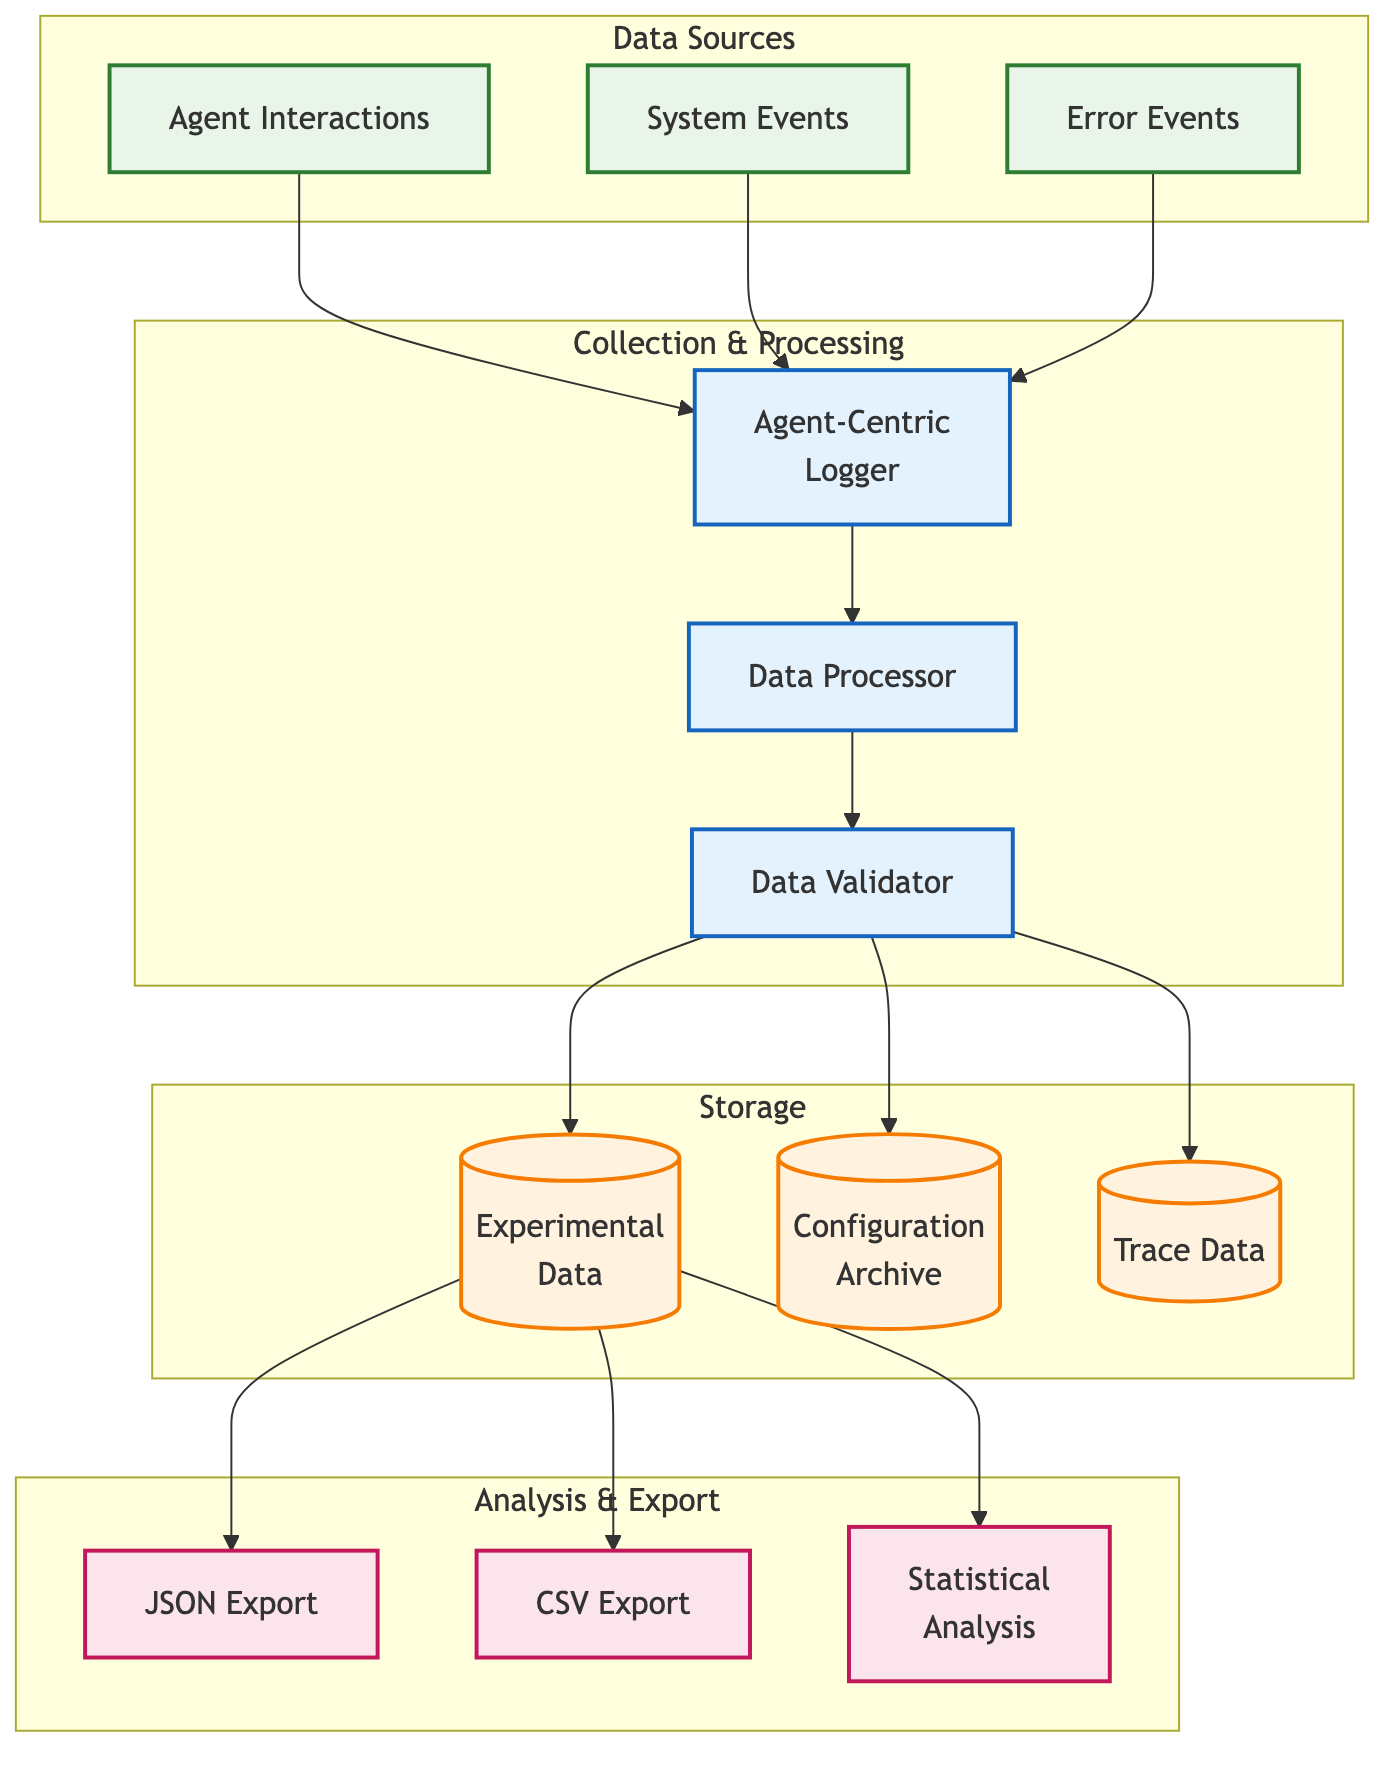 Data Sources
Agent Interactions
System Events
Error Events
Collection & Processing
Agent-Centric
Logger
Data Processor
Data Validator
Storage
Experimental
Data
Configuration
Archive
Trace Data
Analysis & Export
JSON Export
CSV Export
Statistical
Analysis